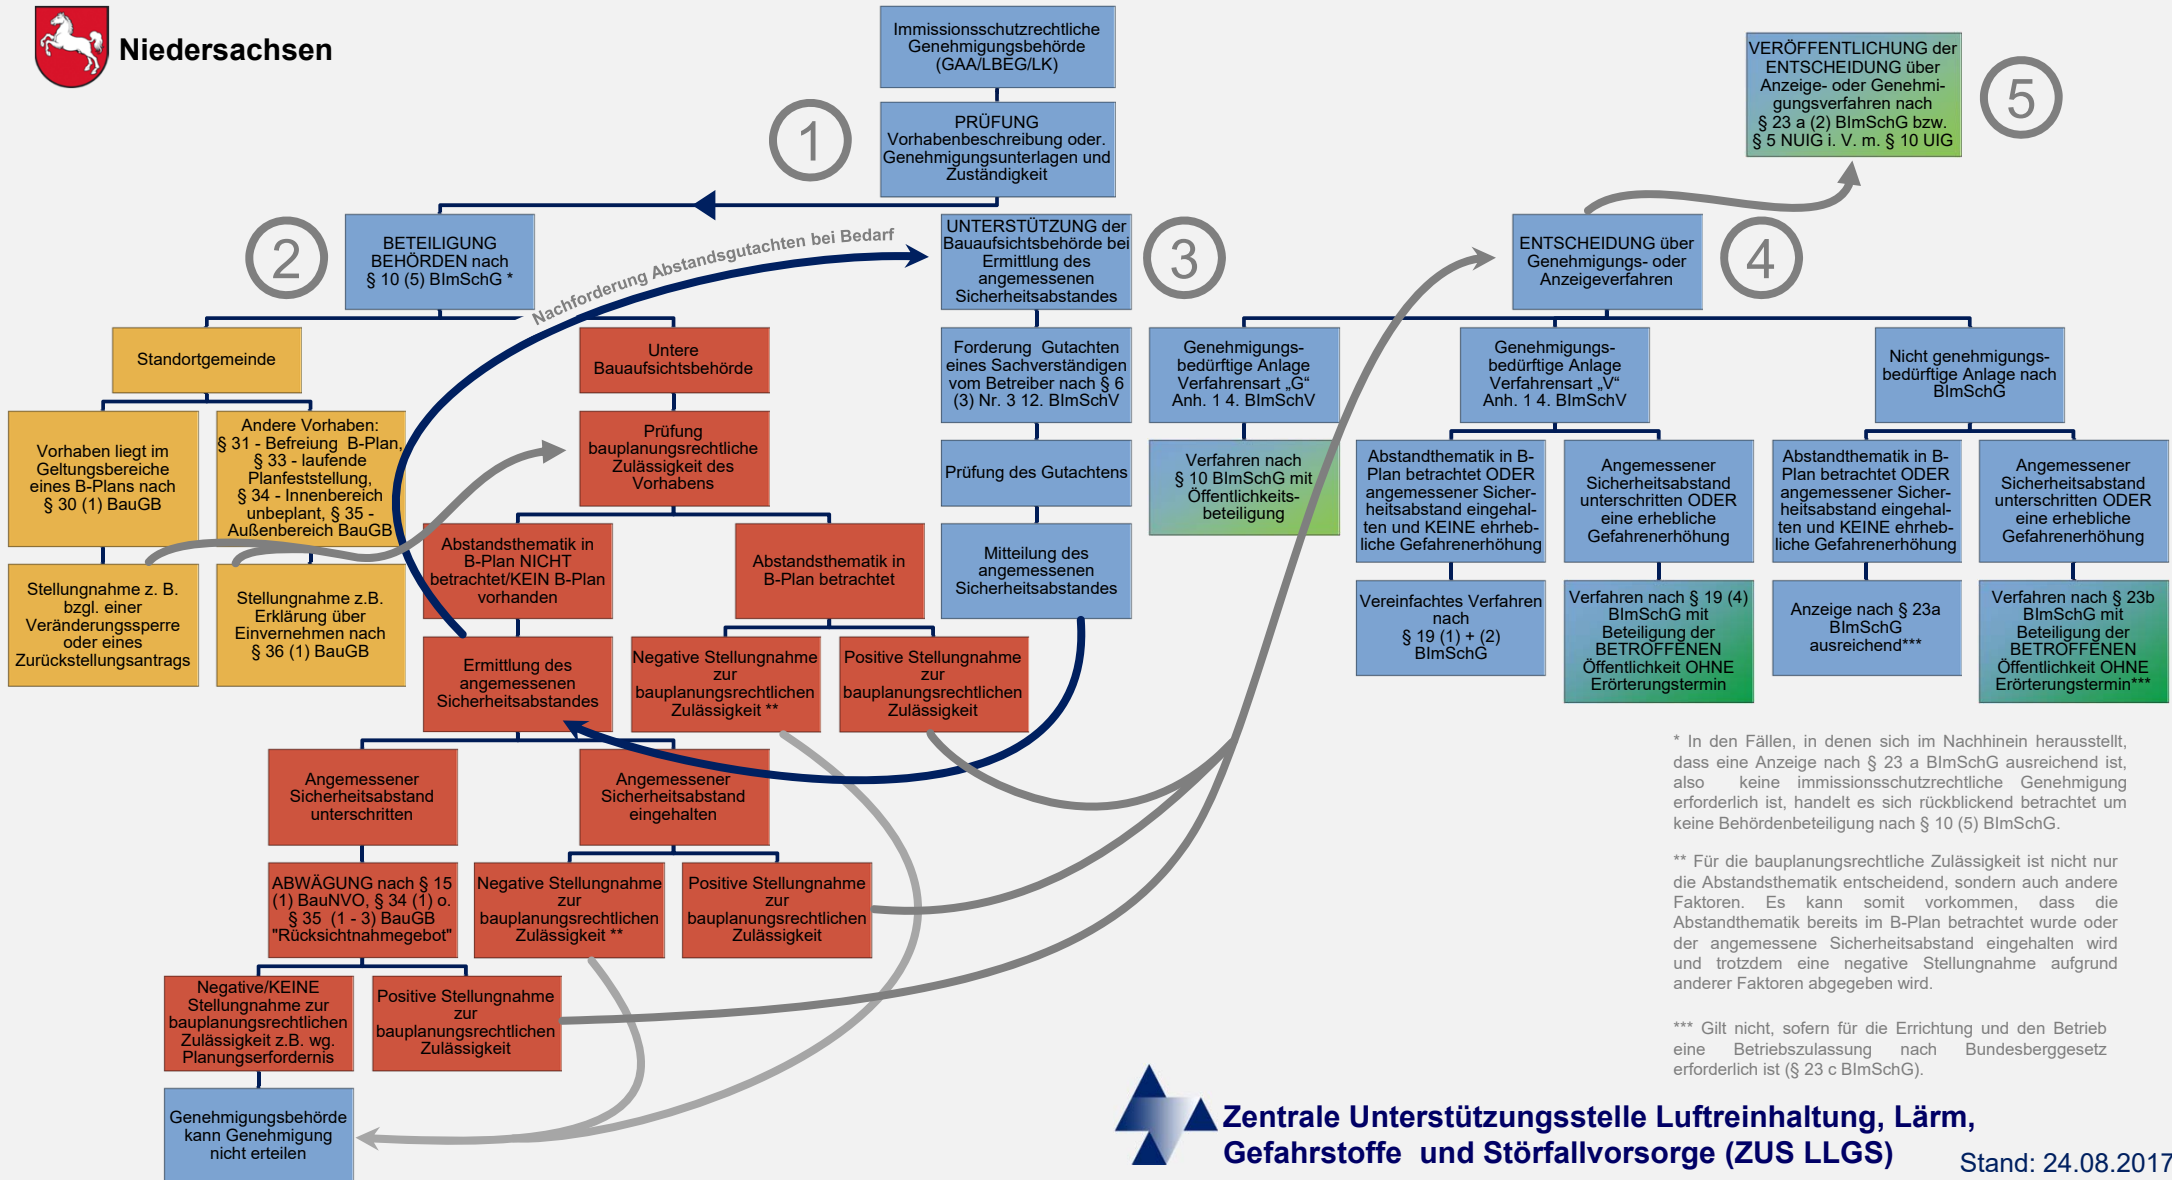 Niedersachsen
Immissionsschutzrechtliche
Genehmigungsbehörde
(GAA/LBEG/LK)
1
PRÜFUNG
Vorhabenbeschreibung oder.
Genehmigungsunterlagen und
Zuständigkeit
2
BETEILIGUNG
BEHÖRDEN nach
§ 10 (5) BImSchG *
Nachforderung Abstandsgutachten bei Bedarf
Standortgemeinde
Vorhaben liegt im
Geltungsbereiche
eines B-Plans nach
§ 30 (1) BauGB
Stellungnahme z. B.
bzgl. einer
Veränderungssperre
oder eines
Zurückstellungsantrags
Andere Vorhaben:
§ 31 - Befreiung  B-Plan,
§ 33 - laufende
Planfeststellung,
§ 34 - Innenbereich
unbeplant, § 35 -
Außenbereich BauGB
Stellungnahme z.B.
Erklärung über
Einvernehmen nach
§ 36 (1) BauGB
Untere
Bauaufsichtsbehörde
Prüfung
bauplanungsrechtliche
Zulässigkeit des
Vorhabens
Abstandsthematik in
B-Plan NICHT
betrachtet/KEIN B-Plan
vorhanden
Abstandsthematik in
B-Plan betrachtet
Ermittlung des
angemessenen
Sicherheitsabstandes
Negative Stellungnahme
zur
bauplanungsrechtlichen
Zulässigkeit **
Positive Stellungnahme
zur
bauplanungsrechtlichen
Zulässigkeit
Angemessener
Sicherheitsabstand
unterschritten
Angemessener
Sicherheitsabstand
eingehalten
ABWÄGUNG nach § 15
(1) BauNVO, § 34 (1) o.
§ 35  (1 - 3) BauGB
"Rücksichtnahmegebot"
Negative Stellungnahme
zur
bauplanungsrechtlichen
Zulässigkeit **
Positive Stellungnahme
zur
bauplanungsrechtlichen
Zulässigkeit
Negative/KEINE
Stellungnahme zur
bauplanungsrechtlichen
Zulässigkeit z.B. wg.
Planungserfordernis
Positive Stellungnahme
zur
bauplanungsrechtlichen
Zulässigkeit
Genehmigungsbehörde
kann Genehmigung
nicht erteilen
3
UNTERSTÜTZUNG der
Bauaufsichtsbehörde bei
Ermittlung des
angemessenen
Sicherheitsabstandes
Forderung  Gutachten
eines Sachverständigen
vom Betreiber nach § 6
(3) Nr. 3 12. BImSchV
Prüfung des Gutachtens
Mitteilung des
angemessenen
Sicherheitsabstandes
4
ENTSCHEIDUNG über
Genehmigungs- oder
Anzeigeverfahren
Genehmigungs-
bedürftige Anlage
Verfahrensart „G“
Anh. 1 4. BImSchV
Verfahren nach
§ 10 BImSchG mit
Öffentlichkeits-
beteiligung
Genehmigungs-
bedürftige Anlage
Verfahrensart „V“
Anh. 1 4. BImSchV
Abstandthematik in B-
Plan betrachtet ODER
angemessener Sicher-
heitsabstand eingehal-
ten und KEINE ehrheb-
liche Gefahrenerhöhung
Vereinfachtes Verfahren
nach
§ 19 (1) + (2)
BImSchG
Angemessener
Sicherheitsabstand
unterschritten ODER
eine erhebliche
Gefahrenerhöhung
Verfahren nach § 19 (4)
BImSchG mit
Beteiligung der
BETROFFENEN
Öffentlichkeit OHNE
Erörterungstermin
Nicht genehmigungs-
bedürftige Anlage nach
BImSchG
Abstandthematik in B-
Plan betrachtet ODER
angemessener Sicher-
heitsabstand eingehal-
ten und KEINE ehrheb-
liche Gefahrenerhöhung
Anzeige nach § 23a
BImSchG
ausreichend***
Angemessener
Sicherheitsabstand
unterschritten ODER
eine erhebliche
Gefahrenerhöhung
Verfahren nach § 23b
BImSchG mit
Beteiligung der
BETROFFENEN
Öffentlichkeit OHNE
Erörterungstermin***
5
VERÖFFENTLICHUNG der
ENTSCHEIDUNG über
Anzeige- oder Genehmi-
gungsverfahren nach
§ 23 a (2) BImSchG bzw.
§ 5 NUIG i. V. m. § 10 UIG
* In den Fällen, in denen sich im Nachhinein herausstellt,
dass eine Anzeige nach § 23 a BImSchG ausreichend ist,
also keine immissionsschutzrechtliche Genehmigung
erforderlich ist, handelt es sich rückblickend betrachtet um
keine Behördenbeteiligung nach § 10 (5) BImSchG.
** Für die bauplanungsrechtliche Zulässigkeit ist nicht nur
die Abstandsthematik entscheidend, sondern auch andere
Faktoren. Es kann somit vorkommen, dass die
Abstandthematik bereits im B-Plan betrachtet wurde oder
der angemessene Sicherheitsabstand eingehalten wird
und trotzdem eine negative Stellungnahme aufgrund
anderer Faktoren abgegeben wird.
*** Gilt nicht, sofern für die Errichtung und den Betrieb
eine Betriebszulassung nach Bundesberggesetz
erforderlich ist (§ 23 c BImSchG).
Zentrale Unterstützungsstelle Luftreinhaltung, Lärm,
Gefahrstoffe  und Störfallvorsorge (ZUS LLGS)
Stand: 24.08.2017